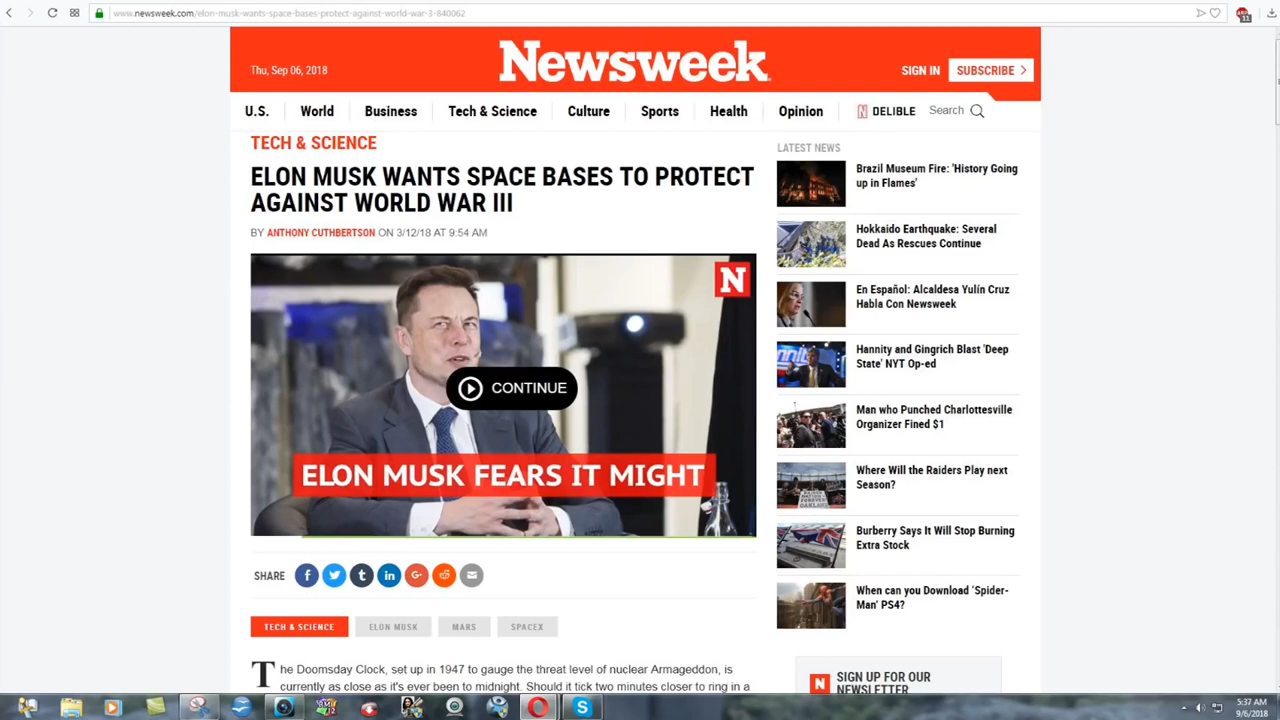 www.newsweek.com/elon-musk-wants-space-bases-protect-against-world-war-3-840062
11
Thu, Sep 06, 2018
Newsweek
SIGN IN
SUBSCRIBE
U.S.
World
Business
Tech & Science
Culture
Sports
Health
Opinion
N DELIBLE
Search
TECH & SCIENCE
ELON MUSK WANTS SPACE BASES TO PROTECT
AGAINST WORLD WAR III
BY ANTHONY CUTHBERTSON ON 3/12/18 AT 9:54 AM
N
CONTINUE
ELON MUSK FEARS IT MIGHT
SHARE
TECH & SCIENCE
ELON MUSK
MARS
SPACEX
The Doomsday Clock, set up in 1947 to gauge the threat level of nuclear Armageddon, is
currently as close as it's ever been to midnight. Should it tick two minutes closer to ring in a
LATEST NEWS
Brazil Museum Fire: 'History Going
up in Flames'
Hokkaido Earthquake: Several
Dead As Rescues Continue
En Español: Alcaldesa Yulín Cruz
Habla Con Newsweek
Hannity and Gingrich Blast 'Deep
State' NYT Op-ed
Man who Punched Charlottesville
Organizer Fined $1
Where Will the Raiders Play next
Season?
Burberry Says It Will Stop Burning
Extra Stock
When can you Download 'Spider-
Man' PS4?
N
SIGN UP FOR OUR
NEWSLETTER
5:37 AM
9/6/2018